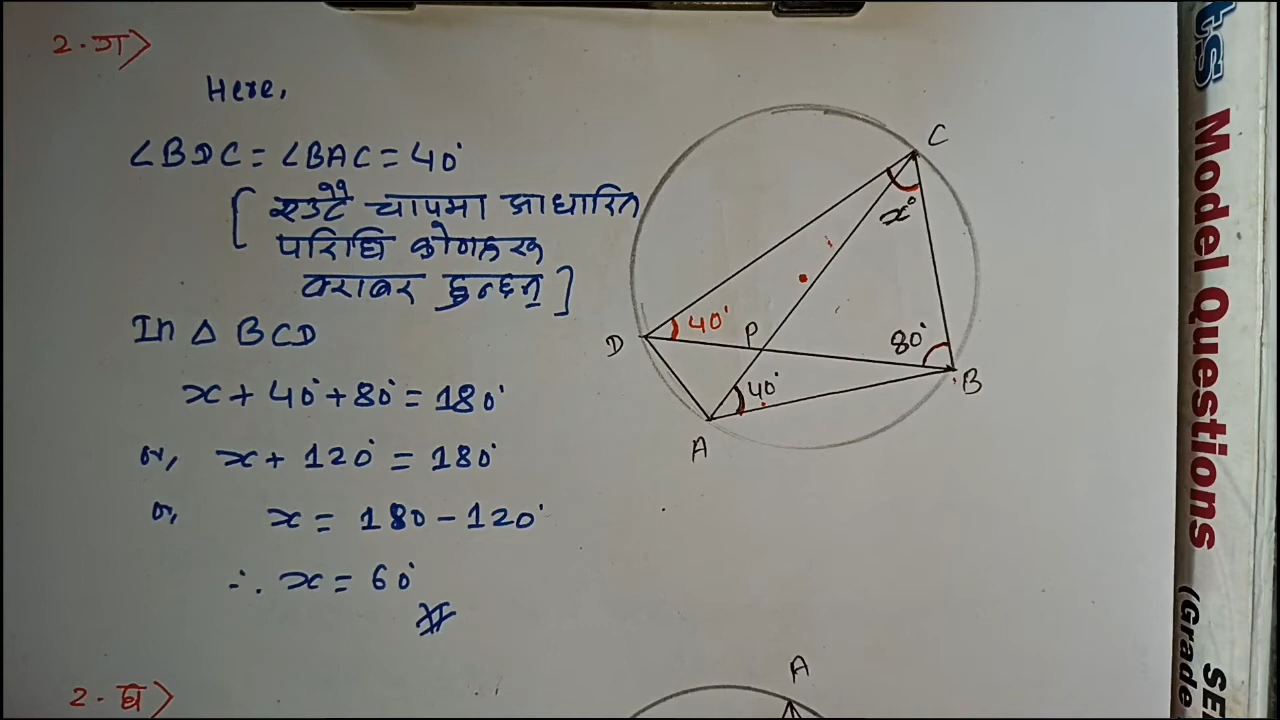 2. ग>
Here,
∠BDC = ∠BAC = 40°
[ एउटै चापमा आधारित
परिधि कोणहरू
बराबर हुन्छन् ]
In △ BCD
x + 40° + 80° = 180°
or, x + 120° = 180°
or, x = 180 - 120°
∴ x = 60°
2. घ>
C
x°
40°
D
P
80°
B
40°
A
A
ts Model Questions
(Grade
SE